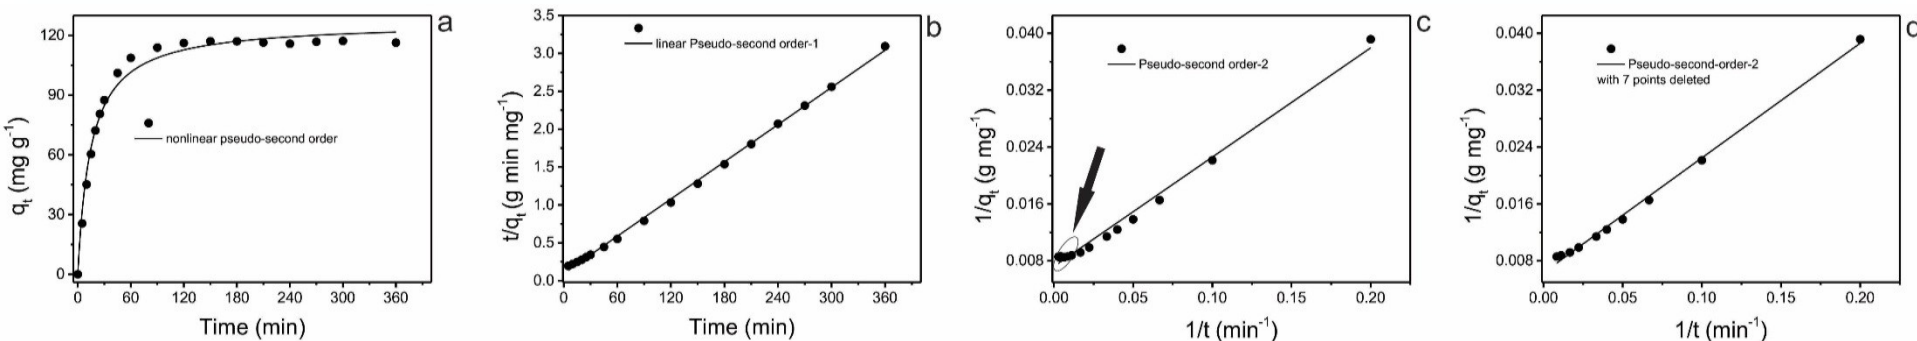 a
120
90
60
30
0
qt (mg g-1)
nonlinear pseudo-second order
0 60 120 180 240 300 360
Time (min)
b
3.5
3.0
2.5
2.0
1.5
1.0
0.5
0.0
t/qt (g min mg-1)
linear Pseudo-second order-1
0 60 120 180 240 300 360
Time (min)
c
0.040
0.032
0.024
0.016
0.008
1/qt (g mg-1)
Pseudo-second order-2
0.00 0.05 0.10 0.15 0.20
1/t (min-1)
d
0.040
0.032
0.024
0.016
0.008
1/qt (g mg-1)
Pseudo-second-order-2
with 7 points deleted
0.00 0.05 0.10 0.15 0.20
1/t (min-1)